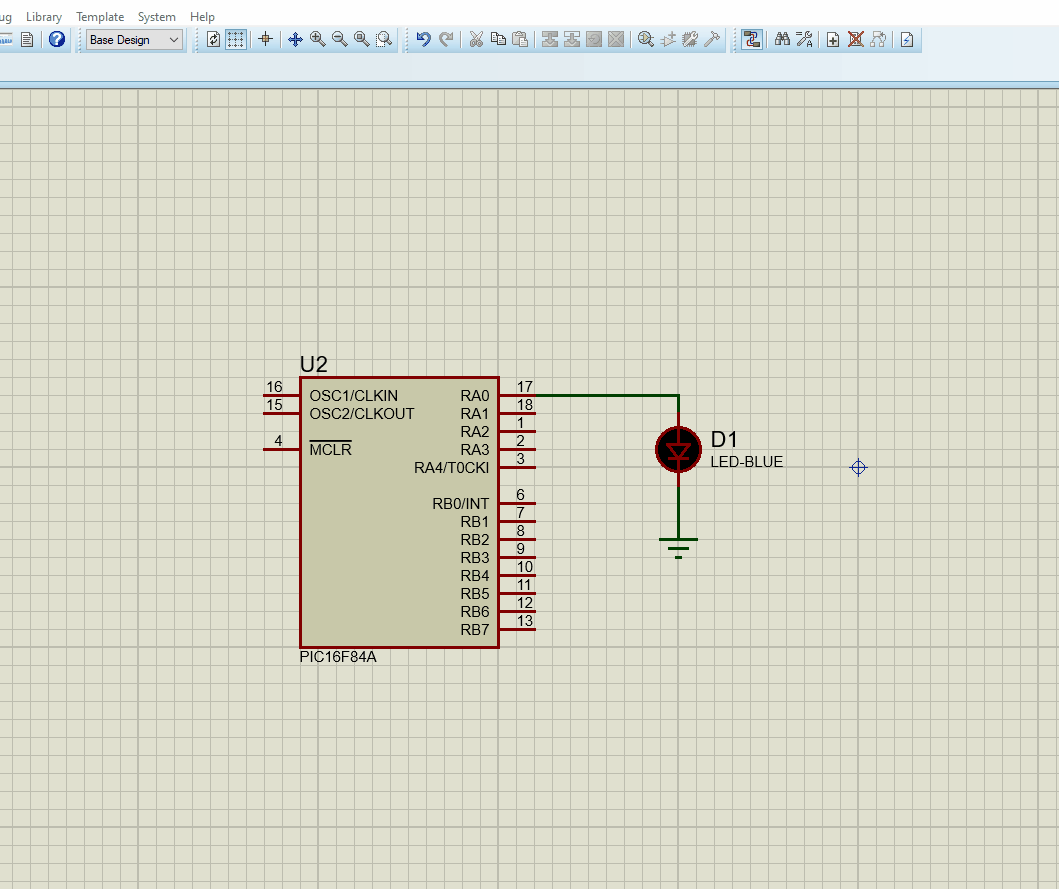 ug Library Template System Help
Base Design
U2
16 OSC1/CLKIN RA0 17
15 OSC2/CLKOUT RA1 18
RA2 1
4 MCLR RA3 2
RA4/T0CKI 3
RB0/INT 6
RB1 7
RB2 8
RB3 9
RB4 10
RB5 11
RB6 12
RB7 13
PIC16F84A
D1
LED-BLUE